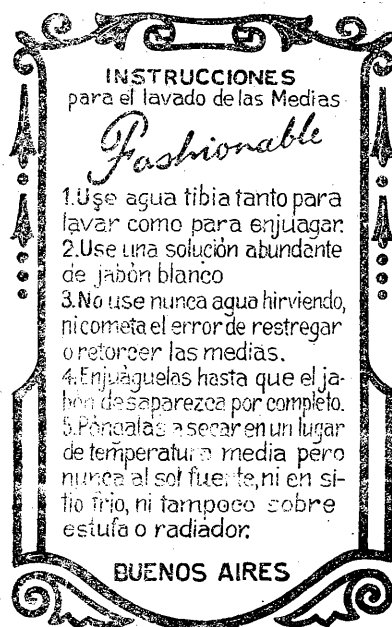 INSTRUCCIONES
para el lavado de las Medias
Fashionable
1.Use agua tibia tanto para
lavar como para enjuagar.
2.Use una solución abundante
de jabón blanco
3.No use nunca agua hirviendo,
ni cometa el error de restregar
o retorcer las medias.
4.Enjuáguelas hasta que el ja-
bón desaparezca por completo.
5.Póngalas a secar en un lugar
de temperatura media pero
nunca al sol fuerte, ni en si-
tio frio, ni tampoco sobre
estufa o radiador.
BUENOS AIRES